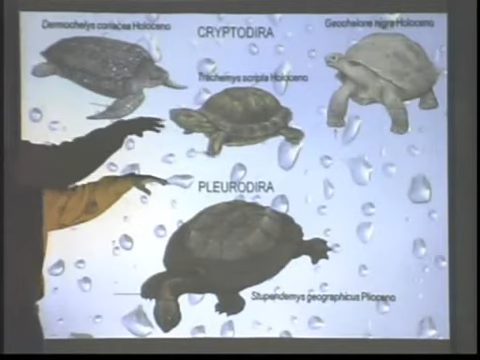 Dermochelys coriacea Holoceno
Geochelone nigra Holoceno
CRYPTODIRA
Trachemys scripta Holoceno
PLEURODIRA
Stupendemys geographicus Plioceno